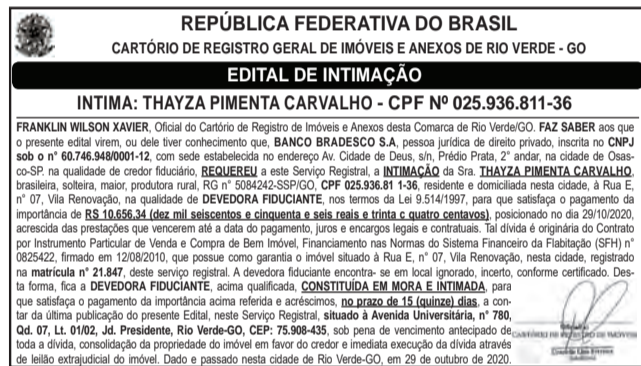 REPÚBLICA FEDERATIVA DO BRASIL
CARTÓRIO DE REGISTRO GERAL DE IMÓVEIS E ANEXOS DE RIO VERDE - GO
EDITAL DE INTIMAÇÃO
INTIMA: THAYZA PIMENTA CARVALHO - CPF Nº 025.936.811-36
FRANKLIN WILSON XAVIER, Oficial do Cartório de Registro de Imóveis e Anexos desta Comarca de Rio Verde/GO. FAZ SABER aos que
o presente edital virem, ou dele tiver conhecimento que, BANCO BRADESCO S.A, pessoa jurídica de direito privado, inscrita no CNPJ
sob o n° 60.746.948/0001-12, com sede estabelecida no endereço Av. Cidade de Deus, s/n, Prédio Prata, 2° andar, na cidade de Osas-
co-SP. na qualidade de credor fiduciário, REQUEREU a este Serviço Registral, a INTIMAÇÃO da Sra. THAYZA PIMENTA CARVALHO,
brasileira, solteira, maior, produtora rural, RG n° 5084242-SSP/GO, CPF 025.936.81 1-36, residente e domiciliada nesta cidade, à Rua E,
n° 07, Vila Renovação, na qualidade de DEVEDORA FIDUCIANTE, nos termos da Lei 9.514/1997, para que satisfaça o pagamento da
importância de RS 10.656,34 (dez mil seiscentos e cinquenta e seis reais e trinta c quatro centavos), posicionado no dia 29/10/2020,
acrescida das prestações que vencerem até a data do pagamento, juros e encargos legais e contratuais. Tal dívida é originária do Contrato
por Instrumento Particular de Venda e Compra de Bem Imóvel, Financiamento nas Normas do Sistema Financeiro da Flabitação (SFH) n°
0825422, firmado em 12/08/2010, que possue como garantia o imóvel situado à Rua E, n° 07, Vila Renovação, nesta cidade, registrado
na matrícula n° 21.847, deste serviço registral. A devedora fiduciante encontra- se em local ignorado, incerto, conforme certificado. Des-
ta forma, fica a DEVEDORA FIDUCIANTE, acima qualificada, CONSTITUÍDA EM MORA E INTIMADA, para
que satisfaça o pagamento da importância acima referida e acréscimos, no prazo de 15 (quinze) dias, a con-
tar da última publicação do presente Edital, neste Serviço Registral, situado à Avenida Universitária, n° 780,
Qd. 07, Lt. 01/02, Jd. Presidente, Rio Verde-GO, CEP: 75.908-435, sob pena de vencimento antecipado de
toda a dívida, consolidação da propriedade do imóvel em favor do credor e imediata execução da dívida através
de leilão extrajudicial do imóvel. Dado e passado nesta cidade de Rio Verde-GO, em 29 de outubro de 2020.
CARTÓRIO DE REGISTRO DE IMÓVEIS